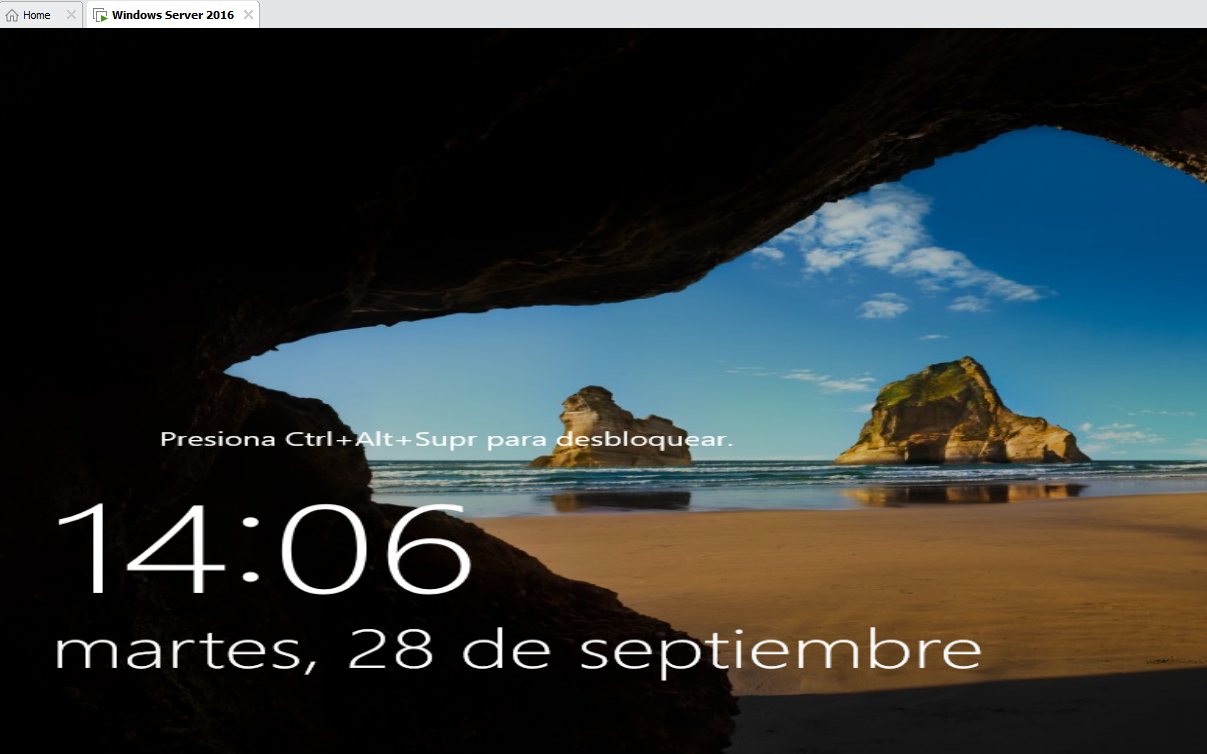 Home
Windows Server 2016
Presiona Ctrl+Alt+Supr para desbloquear.
14:06
martes, 28 de septiembre